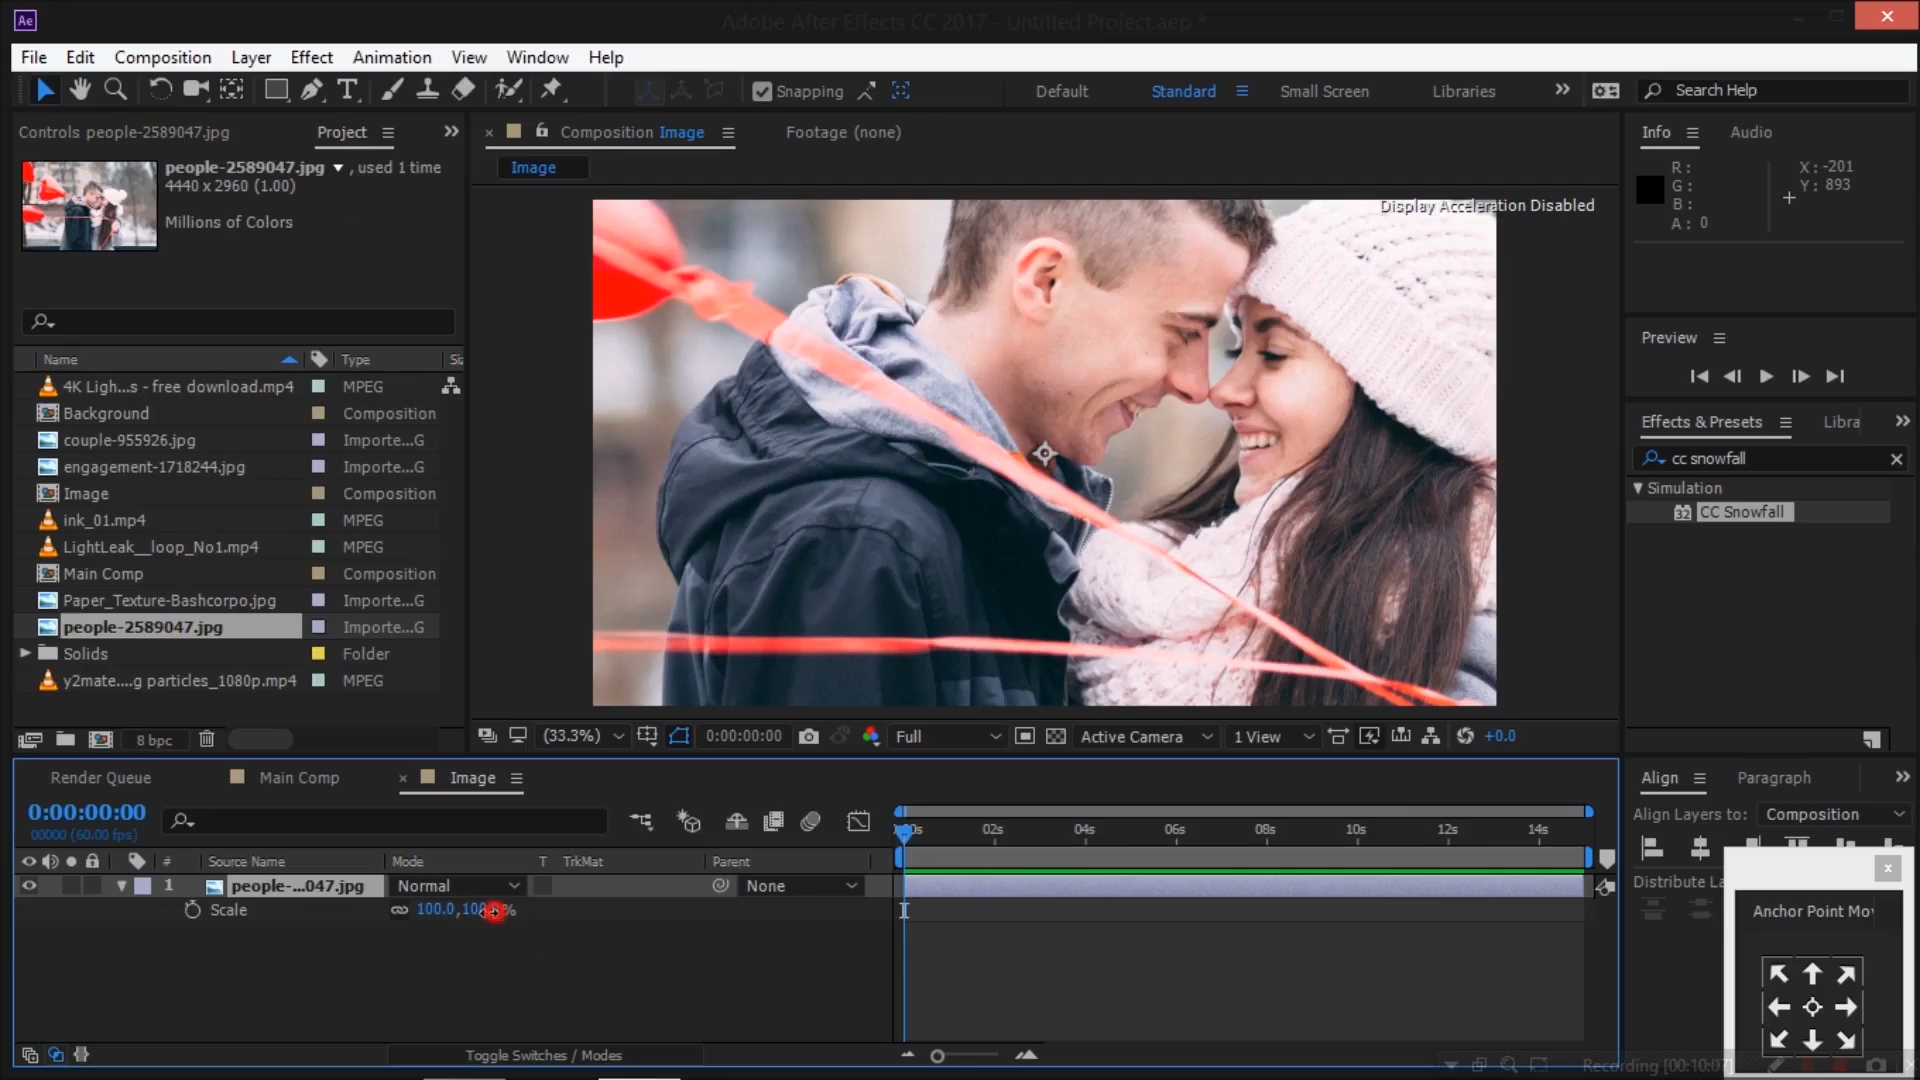 Ae
Adobe After Effects CC 2017 - Untitled Project.aep *
File Edit Composition Layer Effect Animation View Window Help
Snapping
Default Standard Small Screen Libraries
Search Help
Controls people-2589047.jpg
Project
people-2589047.jpg , used 1 time
4440 x 2960 (1.00)
Millions of Colors
Name Type
4K Ligh...s - free download.mp4 MPEG
Background Composition
couple-955926.jpg Importe...G
engagement-1718244.jpg Importe...G
Image Composition
ink_01.mp4 MPEG
LightLeak__loop_No1.mp4 MPEG
Main Comp Composition
Paper_Texture-Bashcorpo.jpg Importe...G
people-2589047.jpg Importe...G
Solids Folder
y2mate....g particles_1080p.mp4 MPEG
8 bpc
Composition Image Footage (none)
Image
Display Acceleration Disabled
(33.3%) 0:00:00:00 Full Active Camera 1 View +0.0
Info Audio
R:
G:
B:
A: 0
X: -201
Y: 893
Preview
Effects & Presets Libra
cc snowfall
Simulation
32 CC Snowfall
Render Queue Main Comp Image
0:00:00:00
00000 (60.00 fps)
02s 04s 06s 08s 10s 12s 14s
# Source Name Mode T TrkMat Parent
1 people-...047.jpg Normal None
Scale 100.0, %
Toggle Switches / Modes
Align Paragraph
Align Layers to: Composition
Distribute La
Anchor Point Mov
Recording [00:10:07]